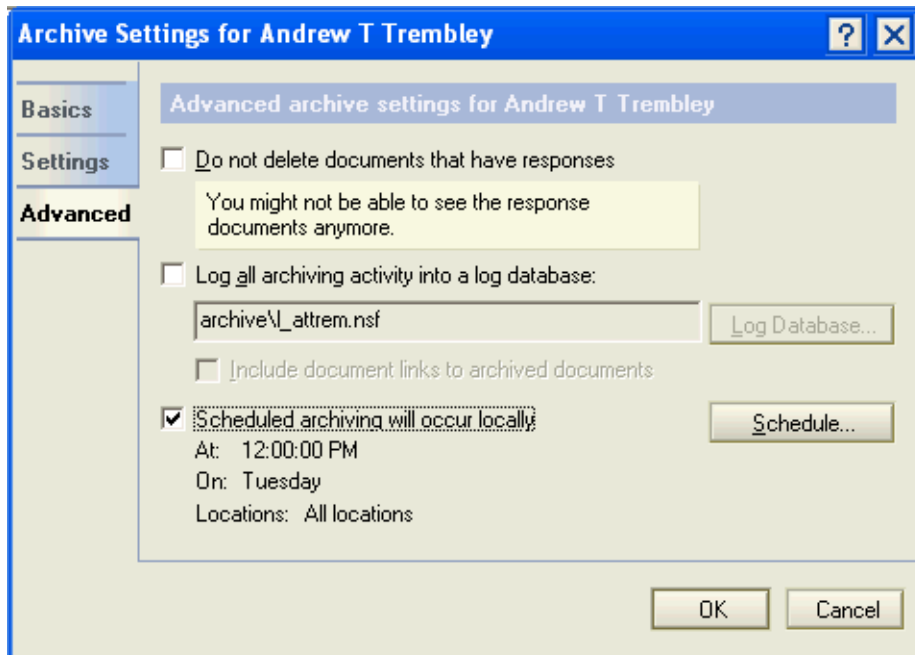 Archive Settings for Andrew T Trembley
?
Basics
Settings
Advanced
Advanced archive settings for Andrew T Trembley
Do not delete documents that have responses
You might not be able to see the response
documents anymore.
Log all archiving activity into a log database:
archive\l_attrem.nsf
Log Database...
Include document links to archived documents
Scheduled archiving will occur locally
Schedule...
At: 12:00:00 PM
On: Tuesday
Locations: All locations
OK
Cancel